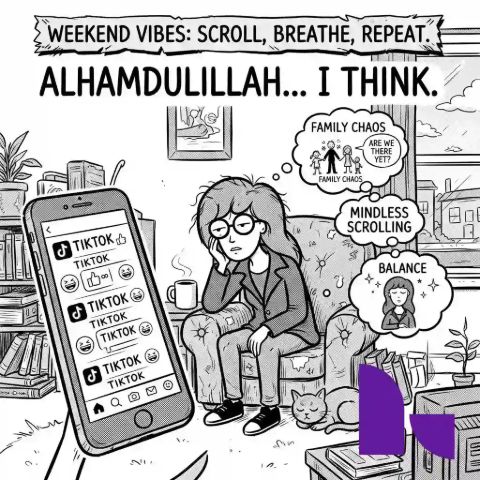 WEEKEND VIBES: SCROLL, BREATHE, REPEAT.
ALHAMDULILLAH... I THINK.
FAMILY CHAOS
ARE WE
THERE
YET?
FAMILY CHAOS
MINDLESS
SCROLLING
BALANCE
TIKTOK
TIKTOK
TIKTOK
TIKTOK
TIKTOK
TIKTOK
TIKTOK